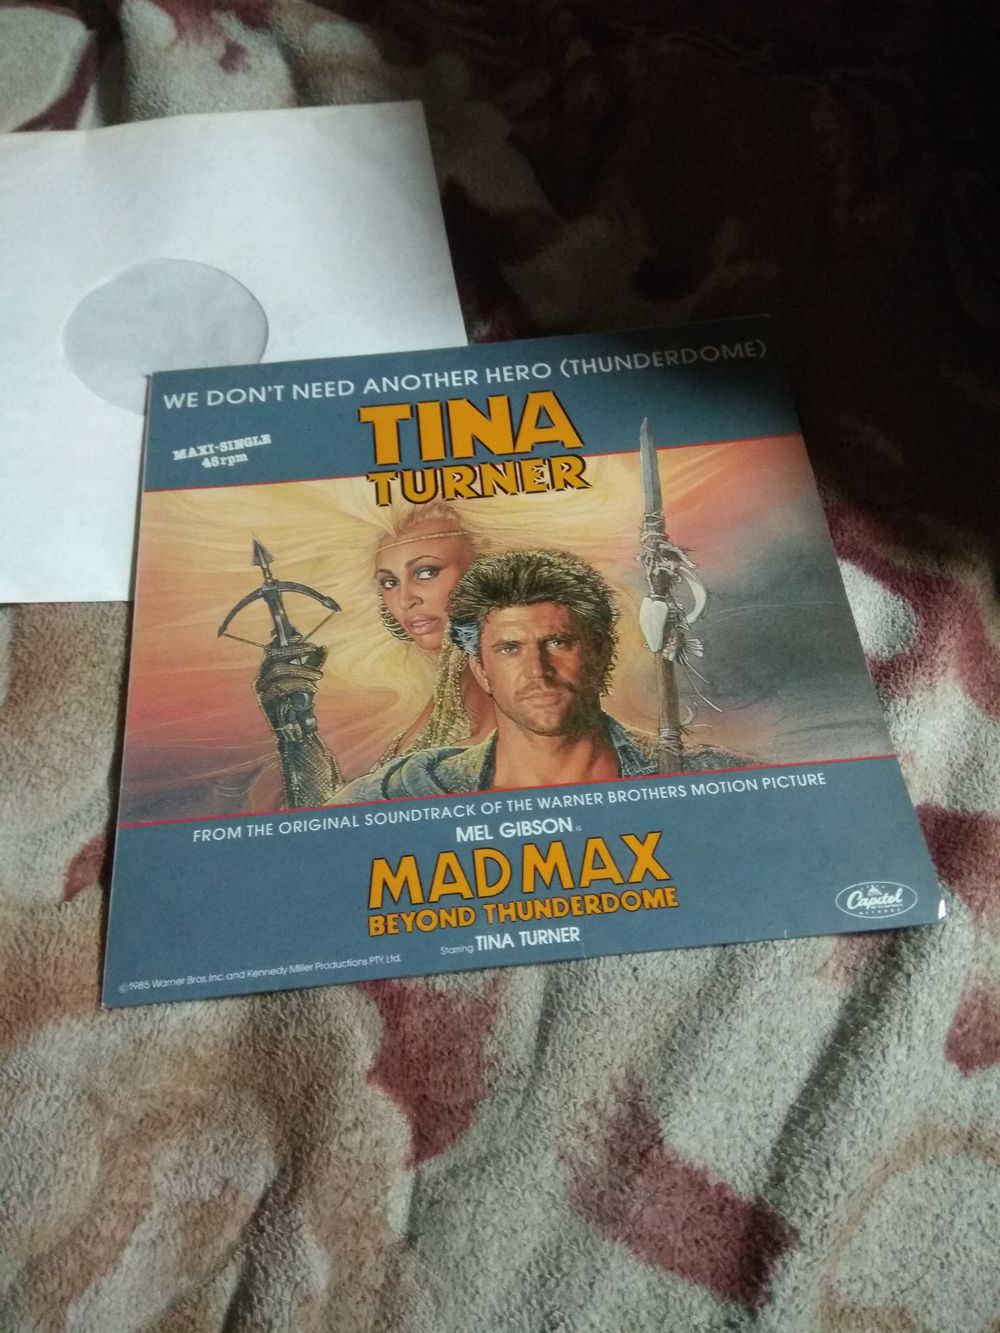 WE DON'T NEED ANOTHER HERO (THUNDERDOME)
MAXI-SINGLE
45rpm
TINA
TURNER
FROM THE ORIGINAL SOUNDTRACK OF THE WARNER BROTHERS MOTION PICTURE
MEL GIBSON is
MAD MAX
BEYOND THUNDERDOME
Starring TINA TURNER
©1985 Warner Bros. Inc. and Kennedy Miller Productions PTY. Ltd.
Capitol